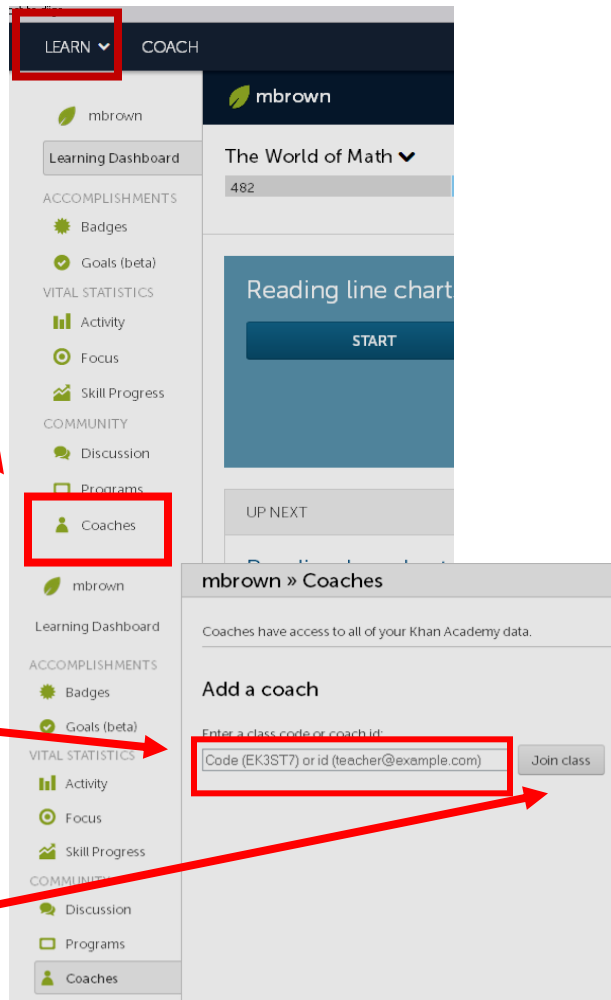 LEARN COACH
mbrown
mbrown
Learning Dashboard
The World of Math
482
ACCOMPLISHMENTS
Badges
Goals (beta)
VITAL STATISTICS
Activity
Focus
Skill Progress
COMMUNITY
Discussion
Programs
Coaches
Reading line chart
START
UP NEXT
mbrown
Learning Dashboard
ACCOMPLISHMENTS
Badges
Goals (beta)
VITAL STATISTICS
Activity
Focus
Skill Progress
COMMUNITY
Discussion
Programs
Coaches
mbrown » Coaches
Coaches have access to all of your Khan Academy data.
Add a coach
Enter a class code or coach id:
Code (EK3ST7) or id (teacher@example.com)
Join class